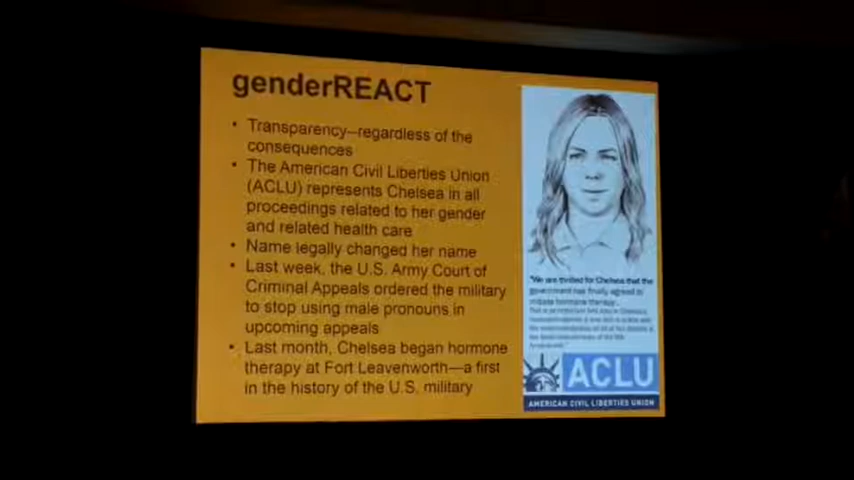 genderREACT
• Transparency–regardless of the
consequences
• The American Civil Liberties Union
(ACLU) represents Chelsea in all
proceedings related to her gender
and related health care
• Name legally changed her name
• Last week, the U.S. Army Court of
Criminal Appeals ordered the military
to stop using male pronouns in
upcoming appeals
• Last month, Chelsea began hormone
therapy at Fort Leavenworth—a first
in the history of the U.S. military
"We are thrilled for Chelsea that the
government has finally agreed to
initiate hormone therapy
ACLU
AMERICAN CIVIL LIBERTIES UNION